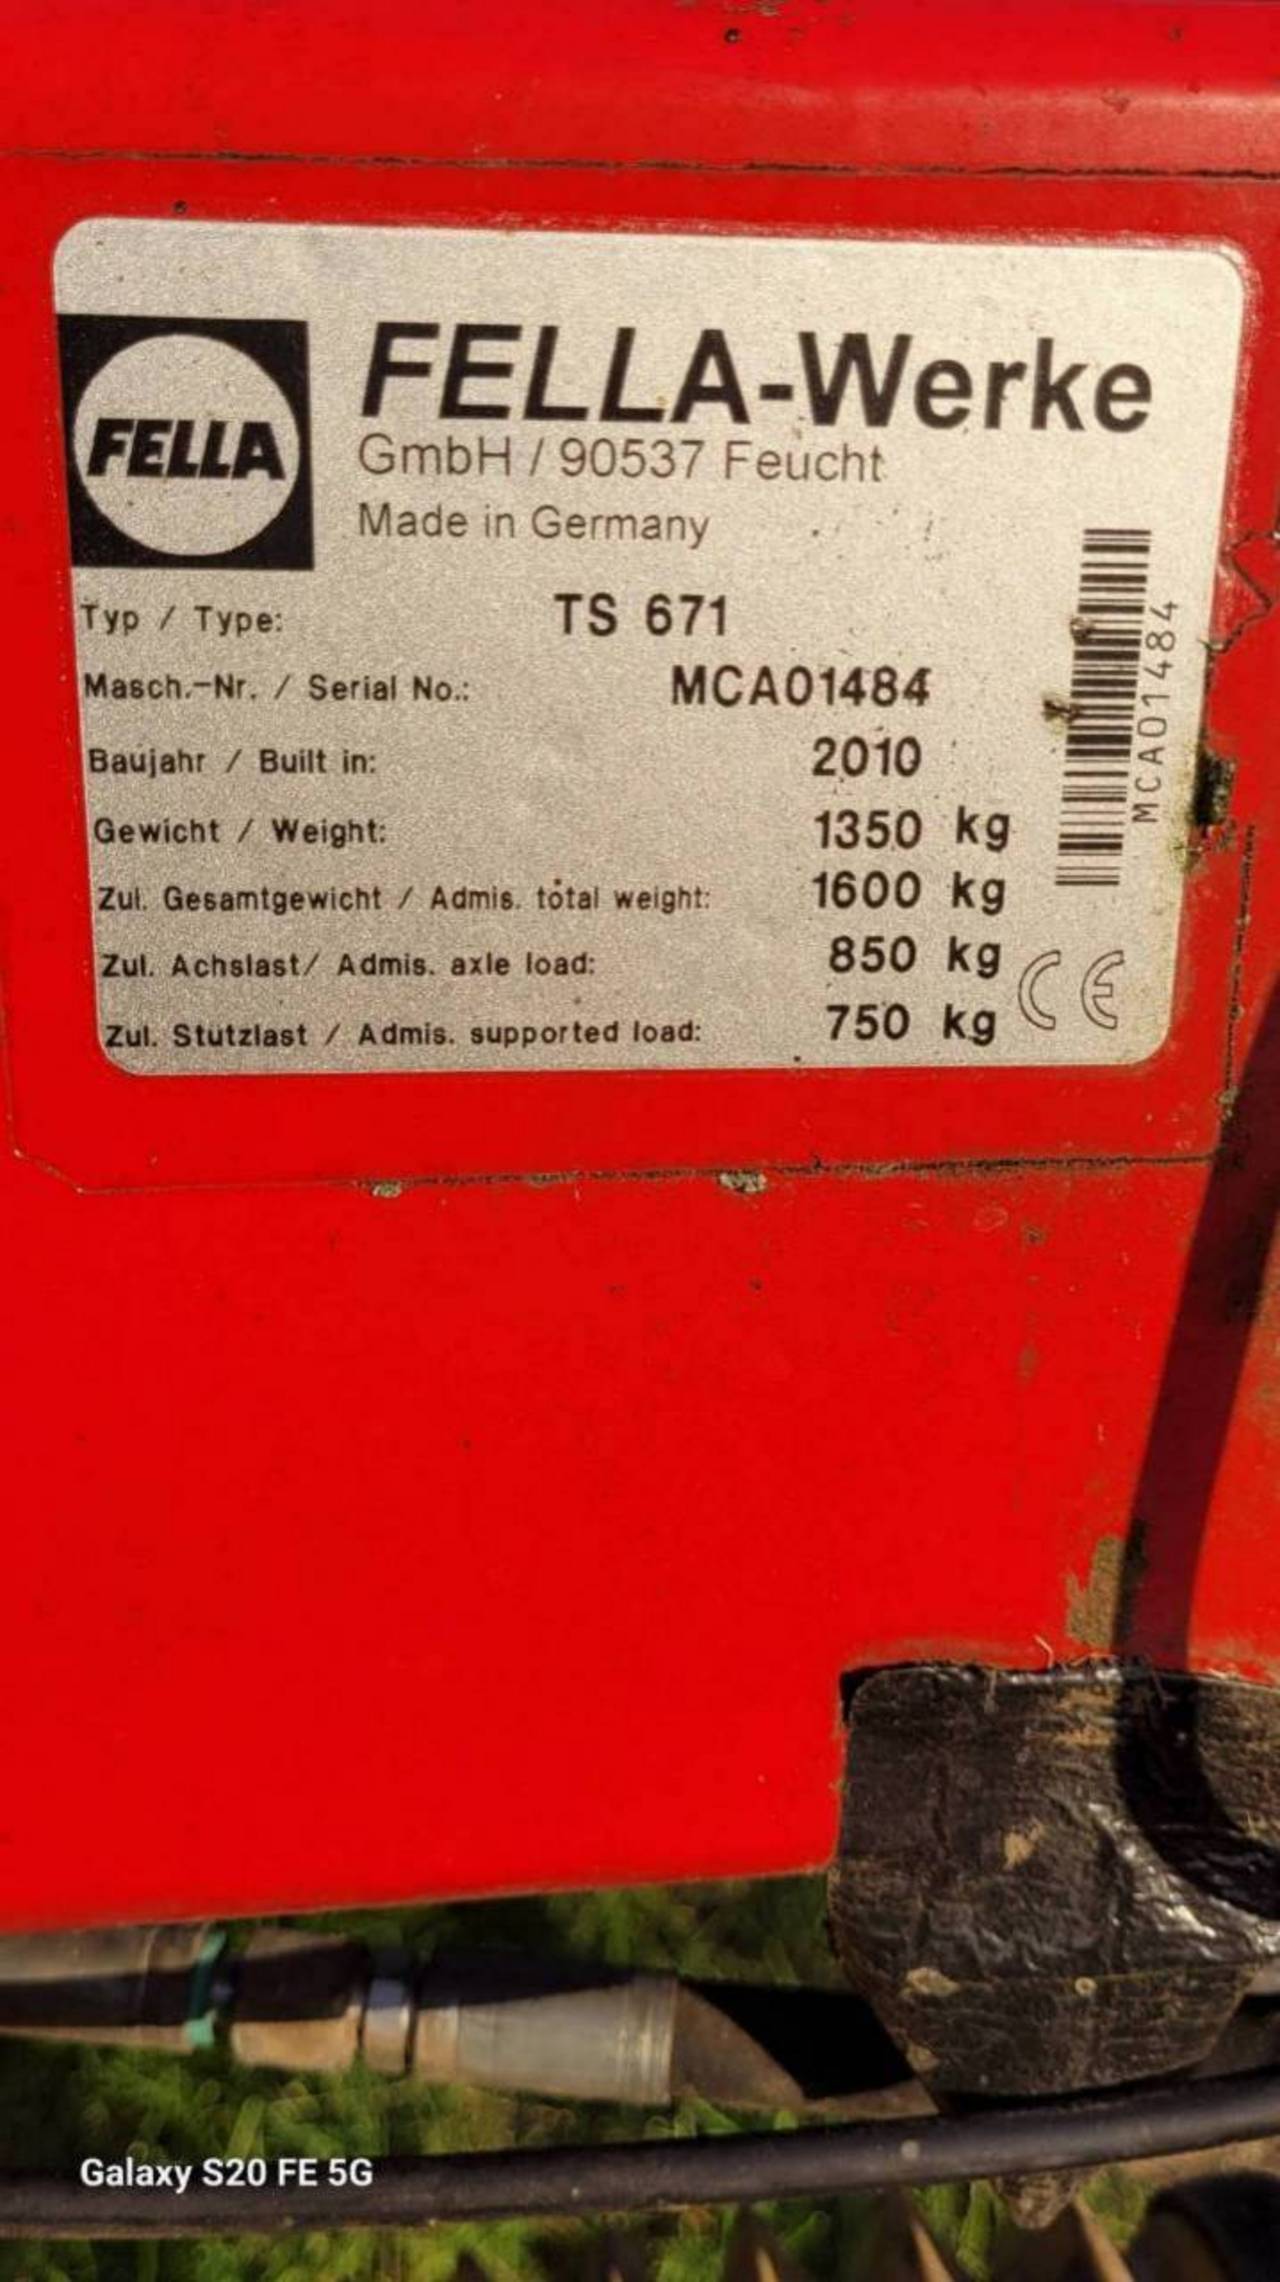 FELLA
FELLA-Werke
GmbH / 90537 Feucht
Made in Germany
Typ / Type: TS 671
Masch.-Nr. / Serial No.: MCA01484
Baujahr / Built in: 2010
Gewicht / Weight: 1350 kg
Zul. Gesamtgewicht / Admis. total weight: 1600 kg
Zul. Achslast/ Admis. axle load: 850 kg
Zul. Stutzlast / Admis. supported load: 750 kg
MCA01484
CE
Galaxy S20 FE 5G